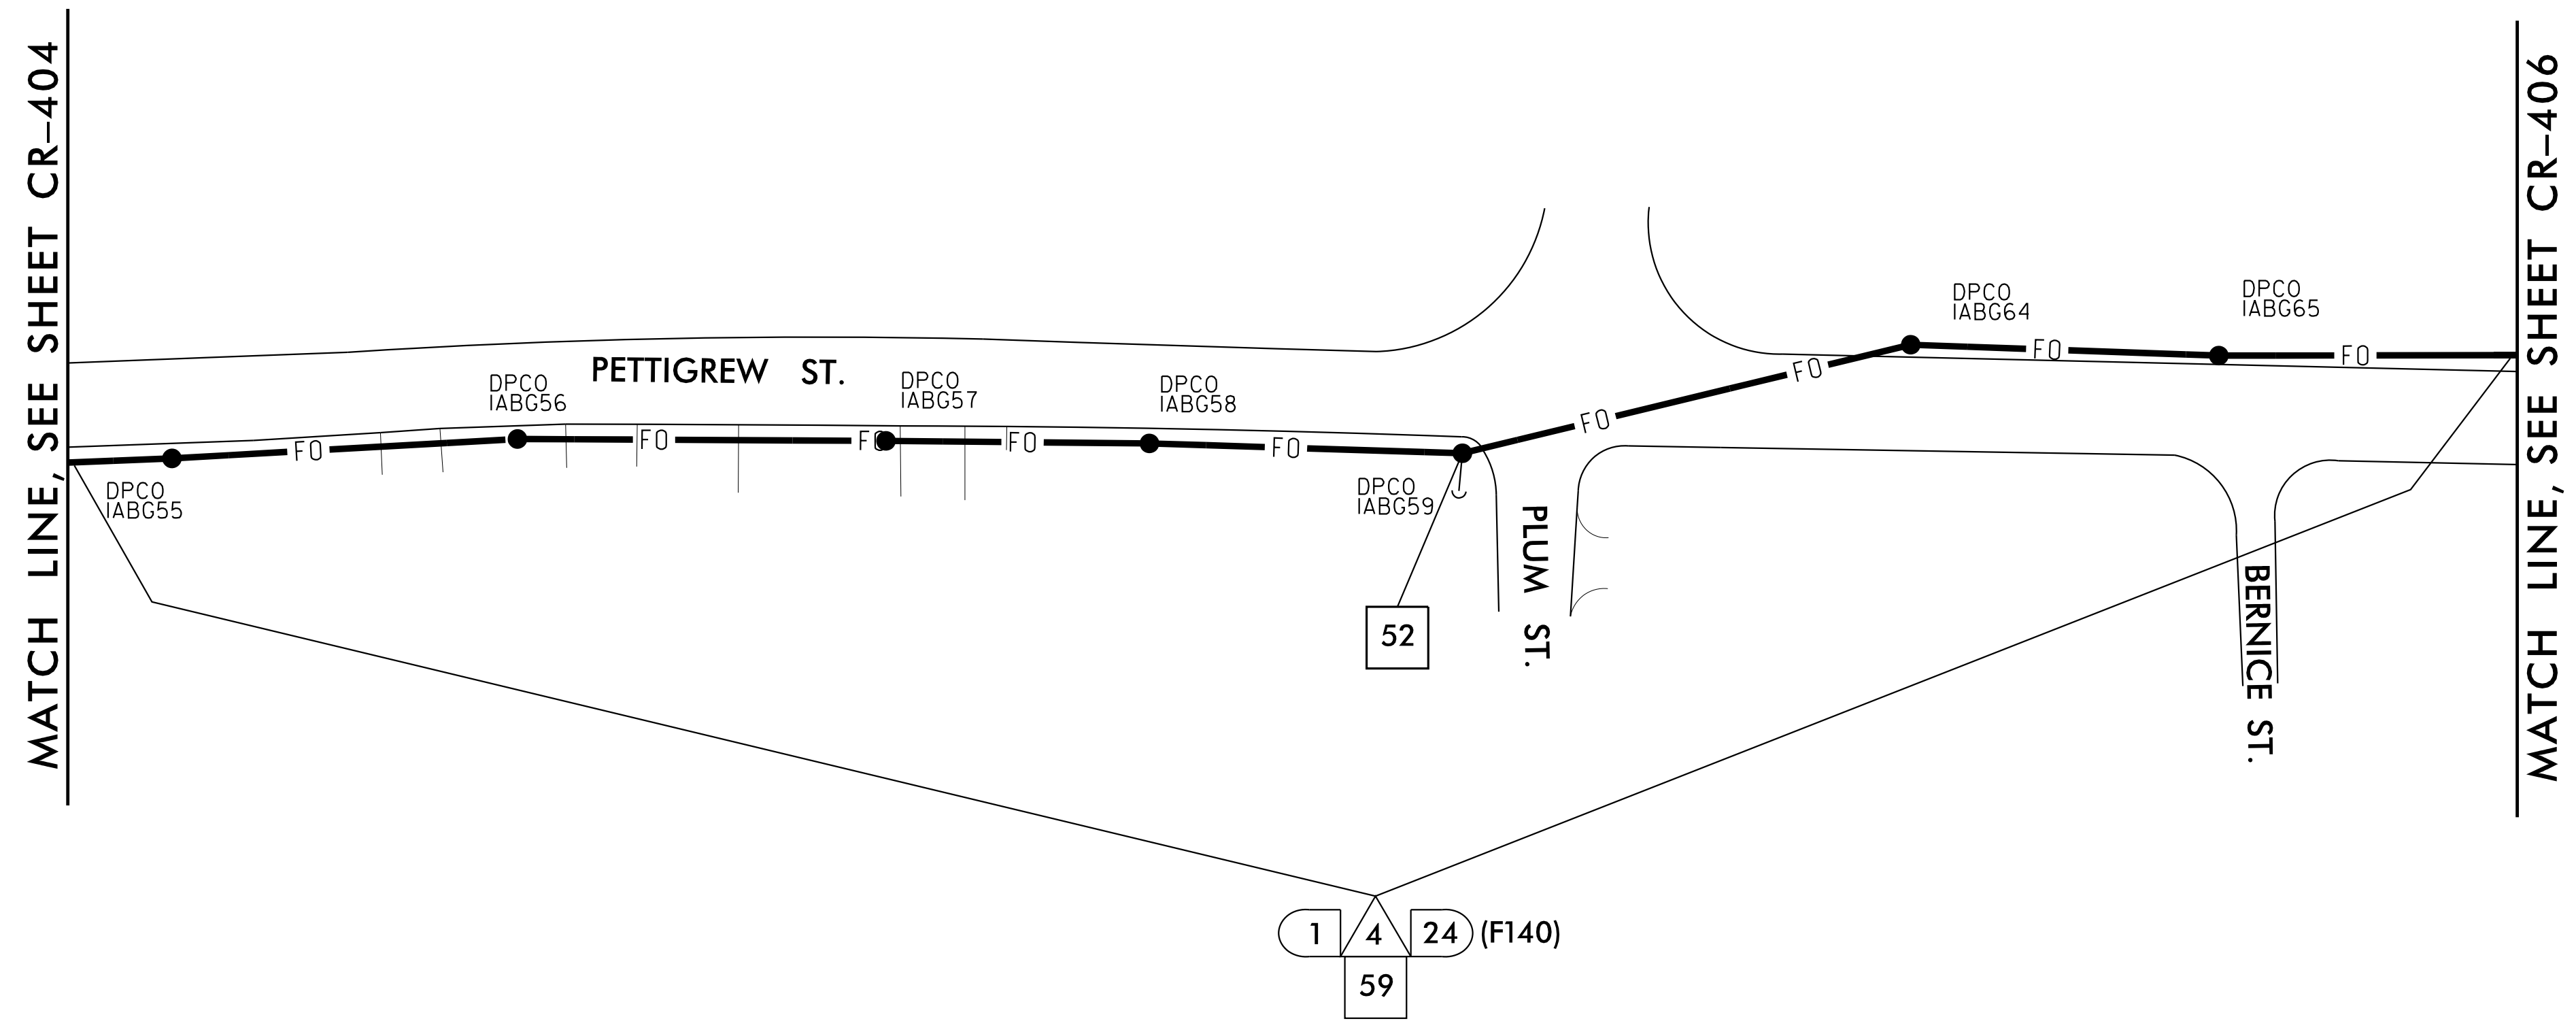 MATCH LINE, SEE SHEET CR-404
MATCH LINE, SEE SHEET CR-406
PETTIGREW ST.
DPCO
IABG55
DPCO
IABG56
DPCO
IABG57
DPCO
IABG58
DPCO
IABG59
DPCO
IABG64
DPCO
IABG65
FO
FO
FO
FO
FO
FO
FO
FO
FO
PLUM ST.
BERNICE ST.
52
1 4 24 (F140)
59